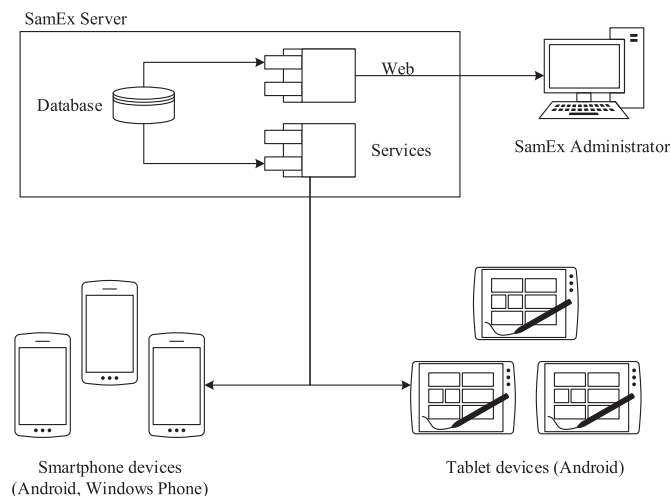 SamEx Server
Web
Database
Services
SamEx Administrator
Smartphone devices
(Android, Windows Phone)
Tablet devices (Android)